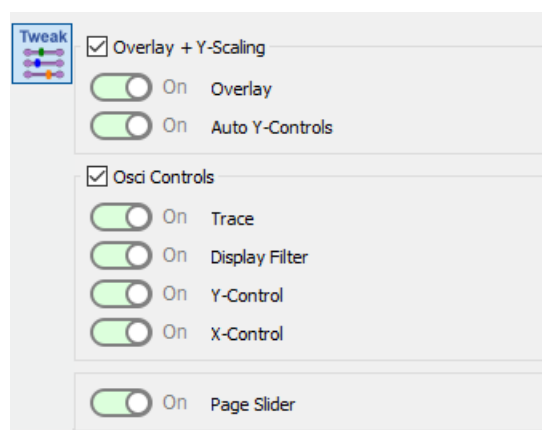 Tweak
Overlay + Y-Scaling
On Overlay
On Auto Y-Controls
Osci Controls
On Trace
On Display Filter
On Y-Control
On X-Control
On Page Slider